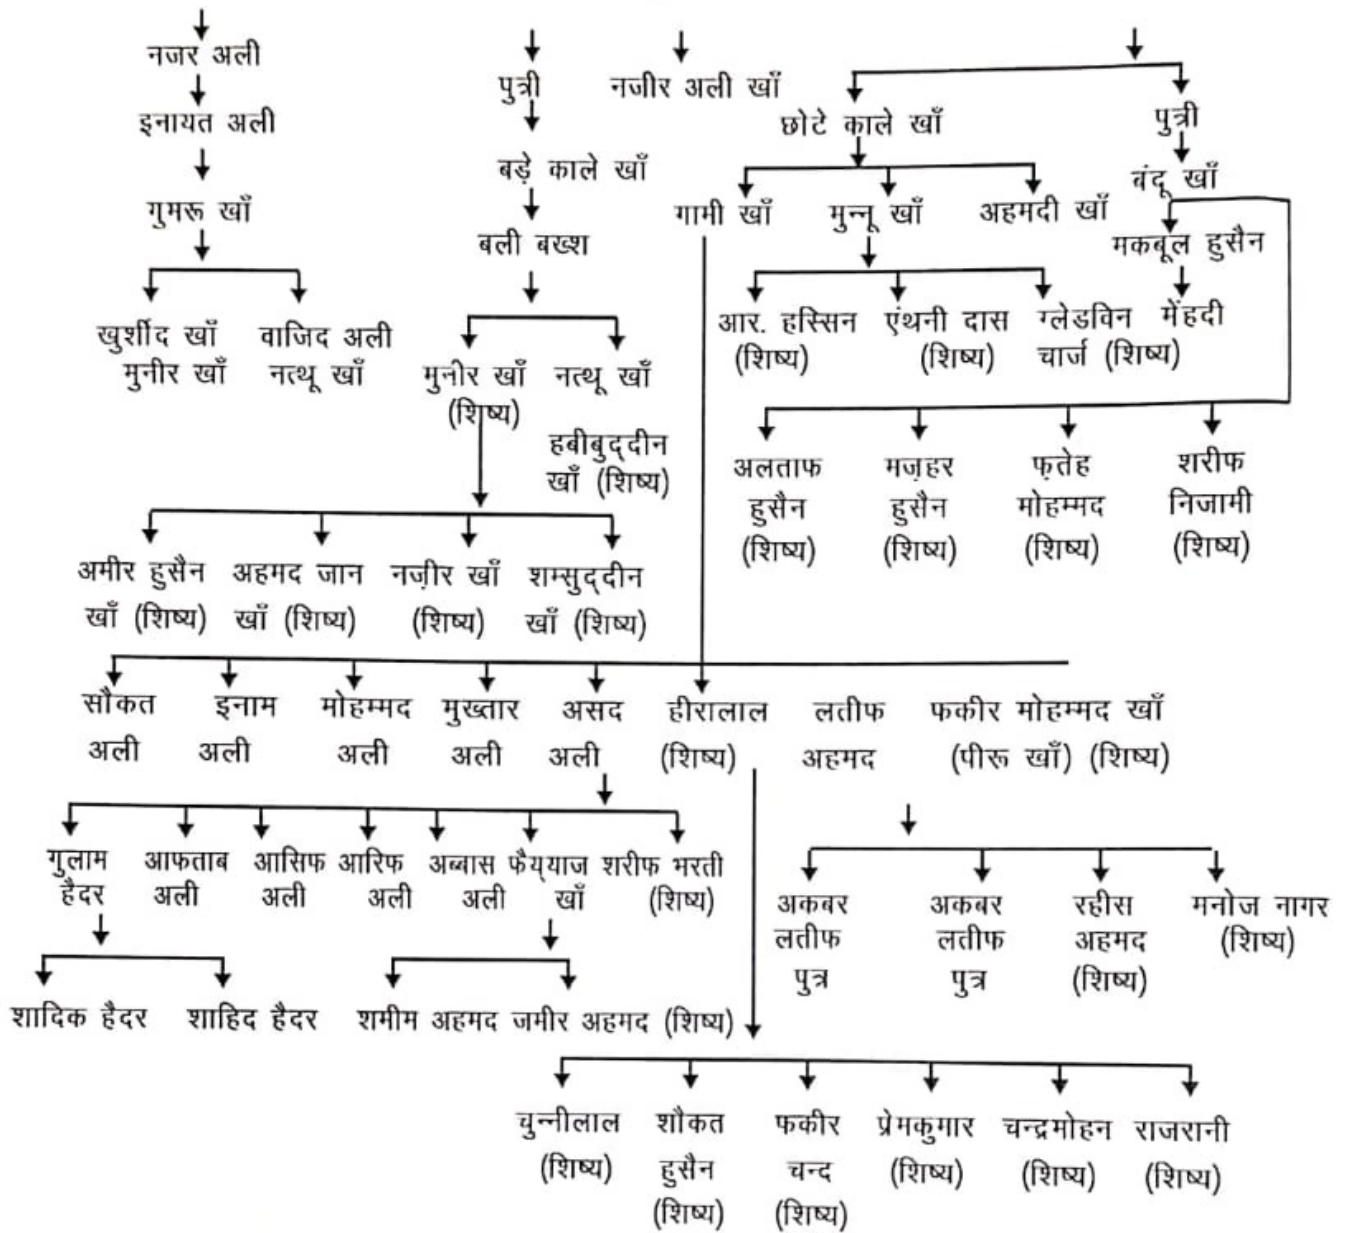 नजर अली
पुत्री नजीर अली खाँ
इनायत अली छोटे काले खाँ पुत्री
बड़े काले खाँ बंदू खाँ
गुमरू खाँ गामी खाँ मुन्नू खाँ अहमदी खाँ
बली बख्श मकबूल हुसैन
खुर्शीद खाँ वाजिद अली आर. हस्सिन एंथनी दास ग्लेडविन मेंहदी
(शिष्य) (शिष्य) चार्ज (शिष्य)
मुनीर खाँ नत्थू खाँ मुनीर खाँ नत्थू खाँ
(शिष्य)
हबीबुद्दीन
खाँ (शिष्य)
अलताफ मज़हर फ़तेह शरीफ
हुसैन हुसैन मोहम्मद निजामी
(शिष्य) (शिष्य) (शिष्य) (शिष्य)
अमीर हुसैन अहमद जान नज़ीर खाँ शम्सुद्दीन
खाँ (शिष्य) खाँ (शिष्य) (शिष्य) खाँ (शिष्य)
सौकत इनाम मोहम्मद मुख्तार असद हीरालाल लतीफ फकीर मोहम्मद खाँ
अली अली अली अली अली (शिष्य) अहमद (पीरू खाँ) (शिष्य)
गुलाम आफताब आसिफ आरिफ अब्बास फैय्याज शरीफ भरती
हैदर अली अली अली अली खाँ (शिष्य)
अकबर अकबर रहीस मनोज नागर
लतीफ लतीफ अहमद (शिष्य)
पुत्र पुत्र (शिष्य)
शादिक हैदर शाहिद हैदर शमीम अहमद जमीर अहमद (शिष्य)
चुन्नीलाल शौकत फकीर प्रेमकुमार चन्द्रमोहन राजरानी
(शिष्य) हुसैन चन्द (शिष्य) (शिष्य) (शिष्य)
(शिष्य) (शिष्य)